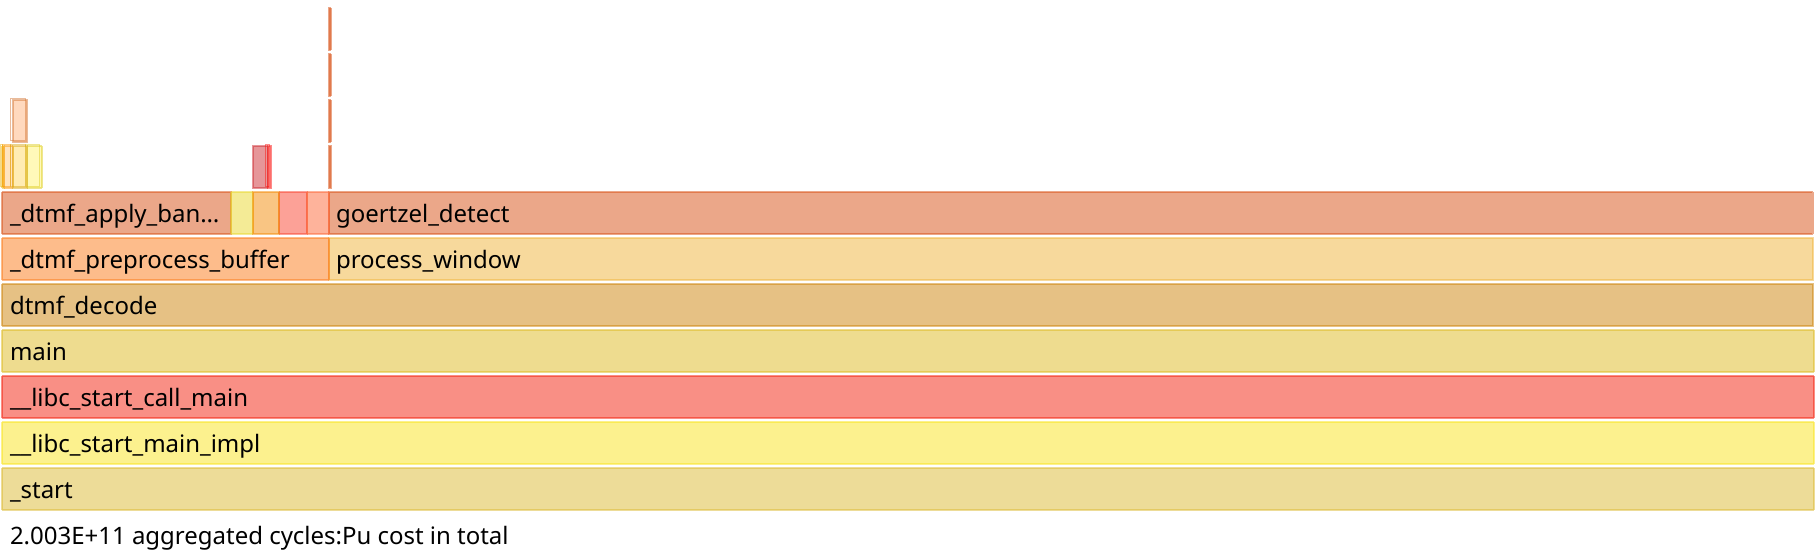 _dtmf_apply_ban... goertzel_detect
_dtmf_preprocess_buffer process_window
dtmf_decode
main
__libc_start_call_main
__libc_start_main_impl
_start
2.003E+11 aggregated cycles:Pu cost in total